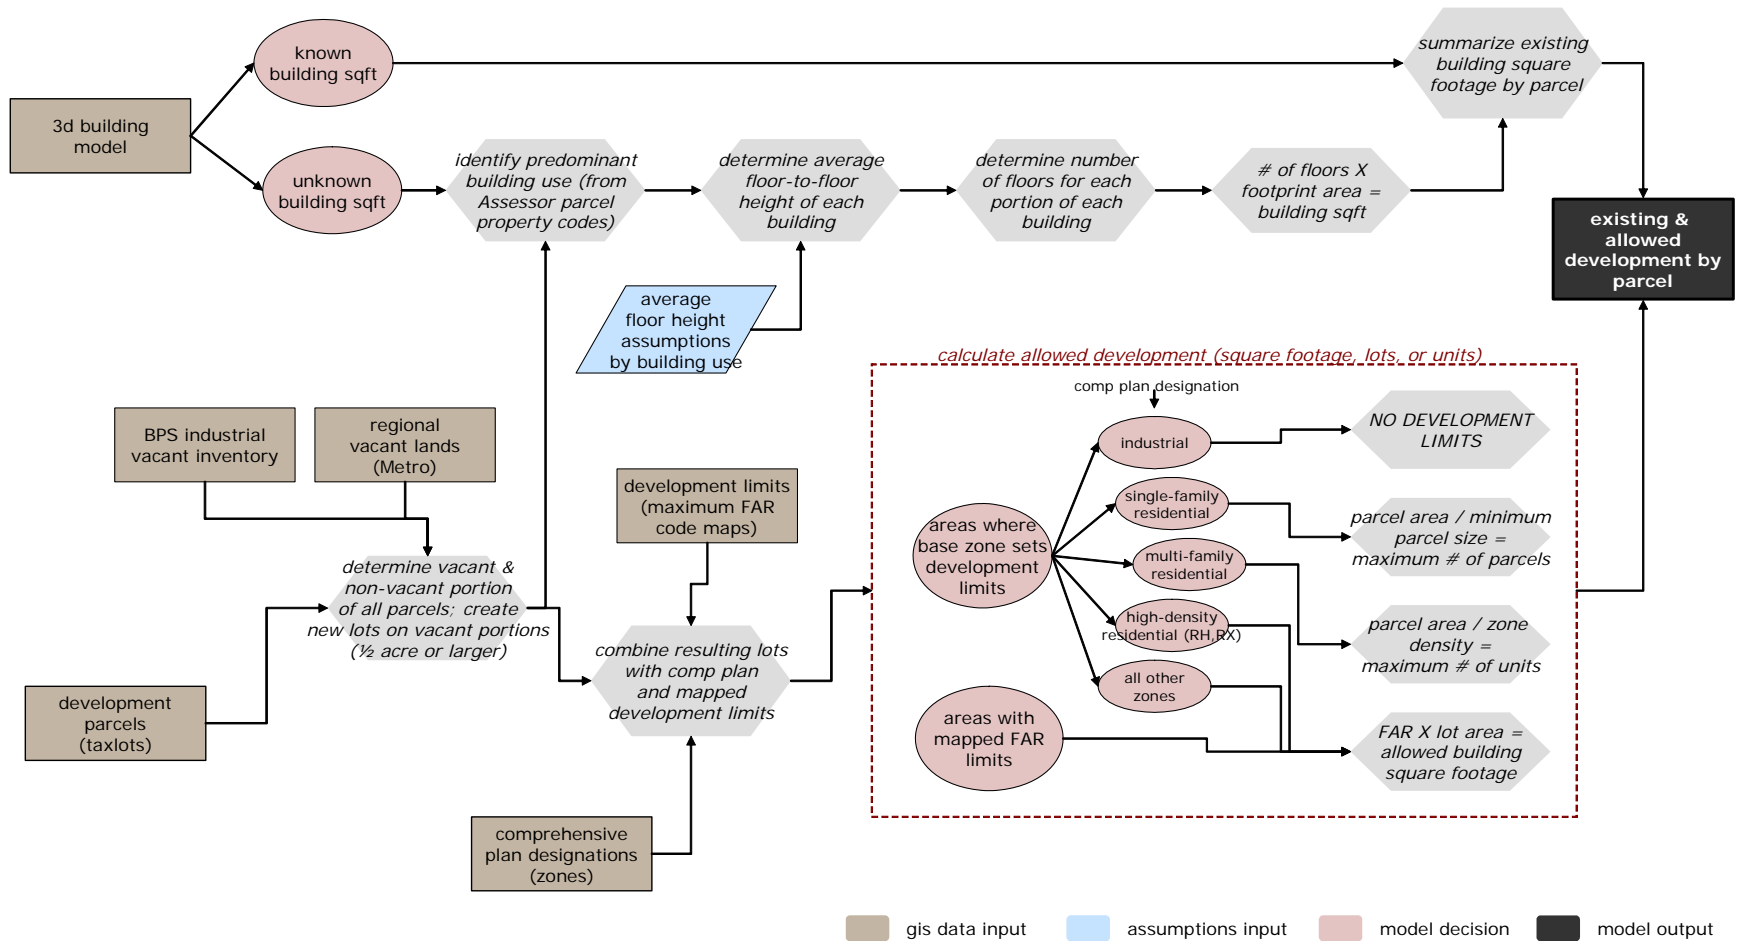 known
building sqft
summarize existing
building square
footage by parcel
3d building
model
unknown
building sqft
identify predominant
building use (from
Assessor parcel
property codes)
determine average
floor-to-floor
height of each
building
determine number
of floors for each
portion of each
building
# of floors X
footprint area =
building sqft
existing &
allowed
development by
parcel
average
floor height
assumptions
by building use
calculate allowed development (square footage, lots, or units)
comp plan designation
BPS industrial
vacant inventory
regional
vacant lands
(Metro)
development limits
(maximum FAR
code maps)
industrial
NO DEVELOPMENT
LIMITS
single-family
residential
parcel area / minimum
parcel size =
maximum # of parcels
areas where
base zone sets
development
limits
multi-family
residential
determine vacant &
non-vacant portion
of all parcels; create
new lots on vacant portions
(½ acre or larger)
high-density
residential (RH,RX)
parcel area / zone
density =
maximum # of units
combine resulting lots
with comp plan
and mapped
development limits
all other
zones
development
parcels
(taxlots)
areas with
mapped FAR
limits
FAR X lot area =
allowed building
square footage
comprehensive
plan designations
(zones)
gis data input
assumptions input
model decision
model output